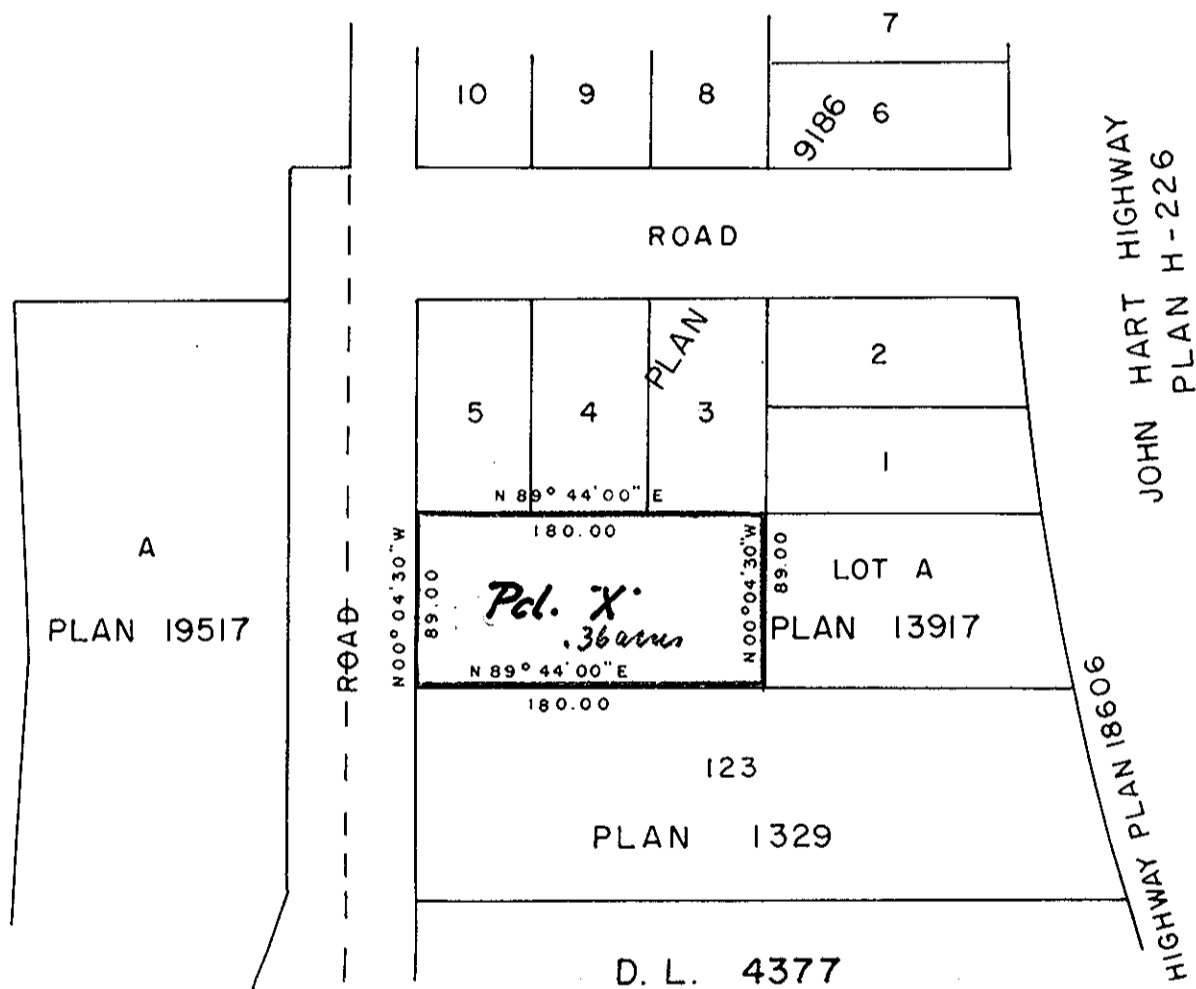 7
10
9
8
9186
6
ROAD
JOHN HART HIGHWAY
PLAN H-226
PLAN
2
5
4
3
1
N 89° 44' 00" E
180.00
A
PLAN 19517
ROAD
N 00° 04' 30" W
89.00
Pcl. "X"
.36 acres
N 00° 04' 30" W
89.00
LOT A
PLAN 13917
N 89° 44' 00" E
180.00
HIGHWAY PLAN 18606
123
PLAN 1329
D. L. 4377